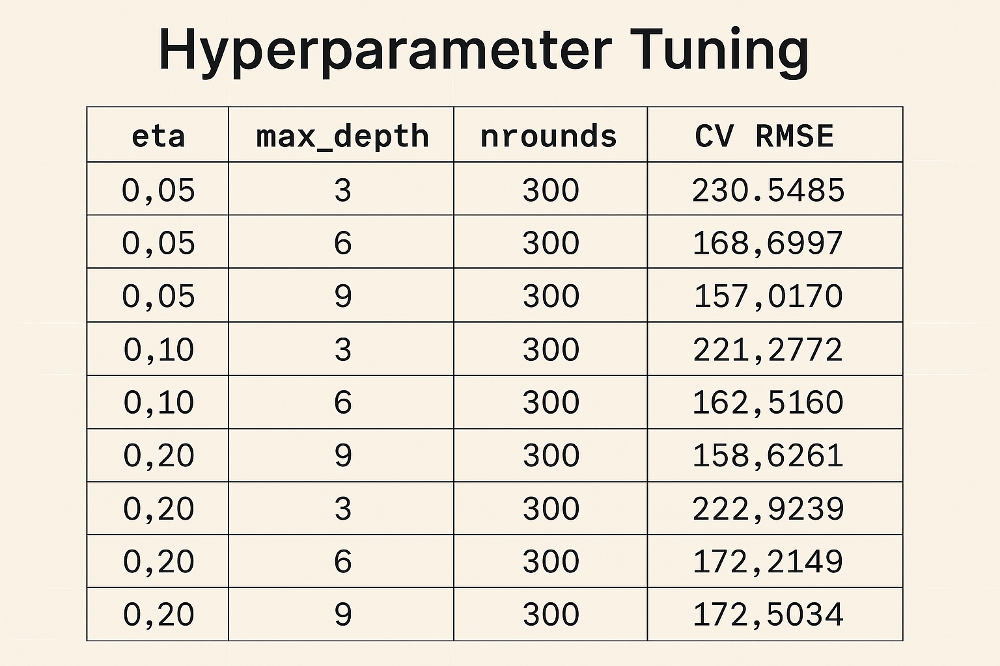 Hyperparameıter Tuning
eta max_depth nrounds CV RMSE
0,05 3 300 230.5485
0,05 6 300 168,6997
0,05 9 300 157,0170
0,10 3 300 221,2772
0,10 6 300 162,5160
0,20 9 300 158,6261
0,20 3 300 222,9239
0,20 6 300 172,2149
0,20 9 300 172,5034